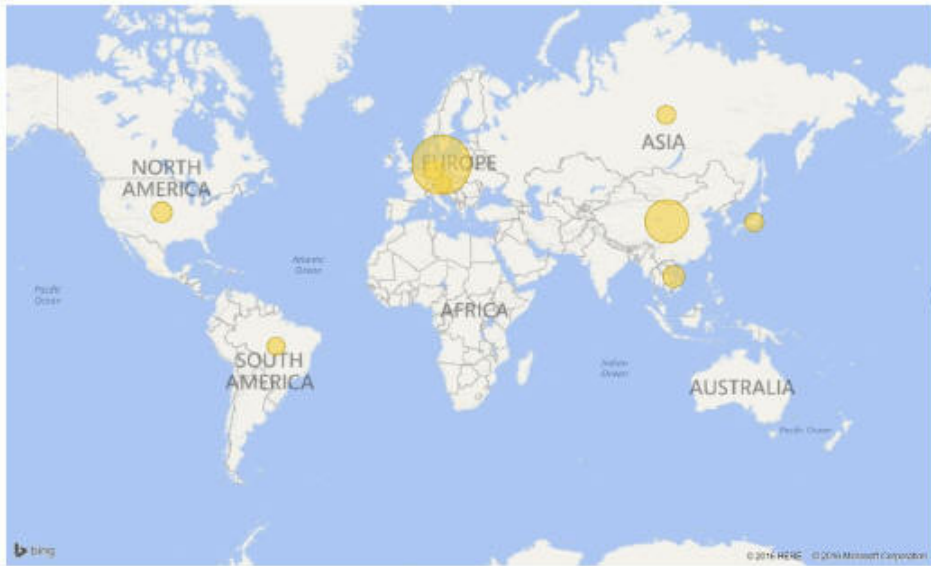 ASIA
EUROPE
NORTH
AMERICA
Atlantic
Ocean
Pacific
Ocean
AFRICA
SOUTH
AMERICA
Indian
Ocean
AUSTRALIA
Pacific Ocean
bing
© 2016 HERE © 2016 Microsoft Corporation